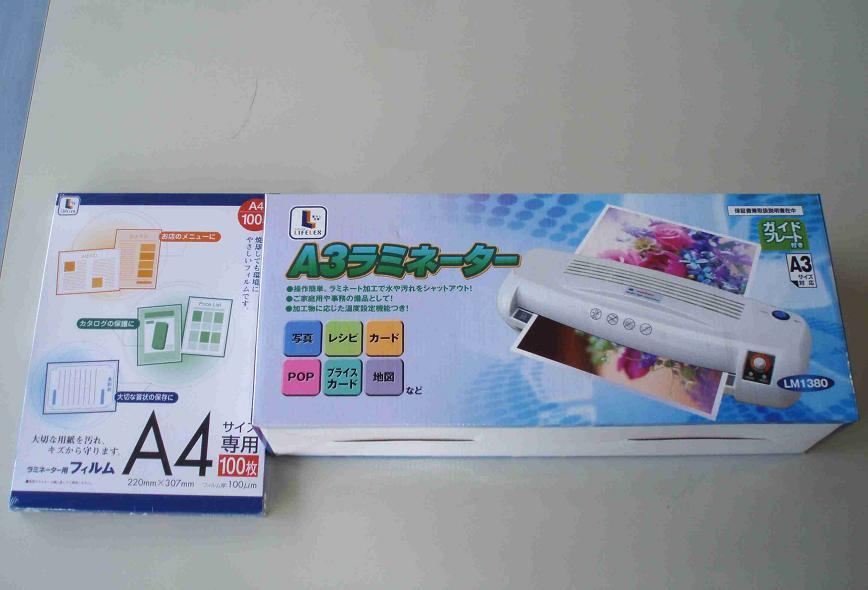 LIFELEX
A4
100
お店のメニューに
MENU
焼却しても環境に
やさしいフィルムです。
Price List
カタログの保護に
大切な賞状の保存に
大切な用紙を汚れ、
キズから守ります。
A4
サイズ
専用
100枚
ラミネーター用フィルム
220mm×307mm
フィルム厚:100μm
LIFELEX
A3ラミネーター
●操作簡単、ラミネート加工で水や汚れをシャットアウト!
●ご家庭用や事務の備品として!
●加工物に応じた温度設定機能つき!
写真
レシピ
カード
POP
プライス
カード
地図
など
保証書兼取扱説明書在中
ガイド
プレート
付き
A3
サイズ
対応
LM1380